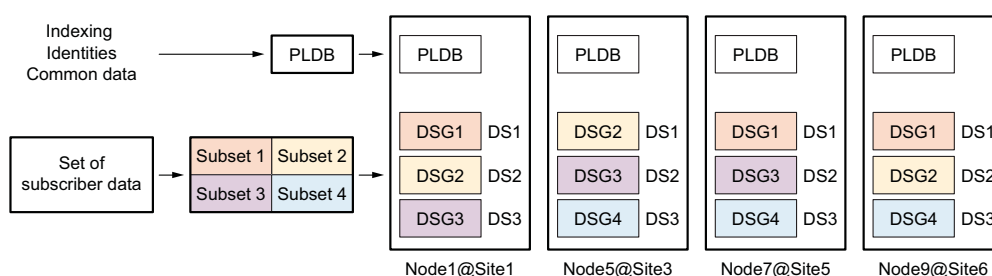 Indexing
Identities
Common data
PLDB
Set of
subscriber data
Subset 1
Subset 2
Subset 3
Subset 4
PLDB
DSG1 DS1
DSG2 DS2
DSG3 DS3
Node1@Site1
PLDB
DSG2 DS1
DSG3 DS2
DSG4 DS3
Node5@Site3
PLDB
DSG1 DS1
DSG3 DS2
DSG4 DS3
Node7@Site5
PLDB
DSG1 DS1
DSG2 DS2
DSG4 DS3
Node9@Site6